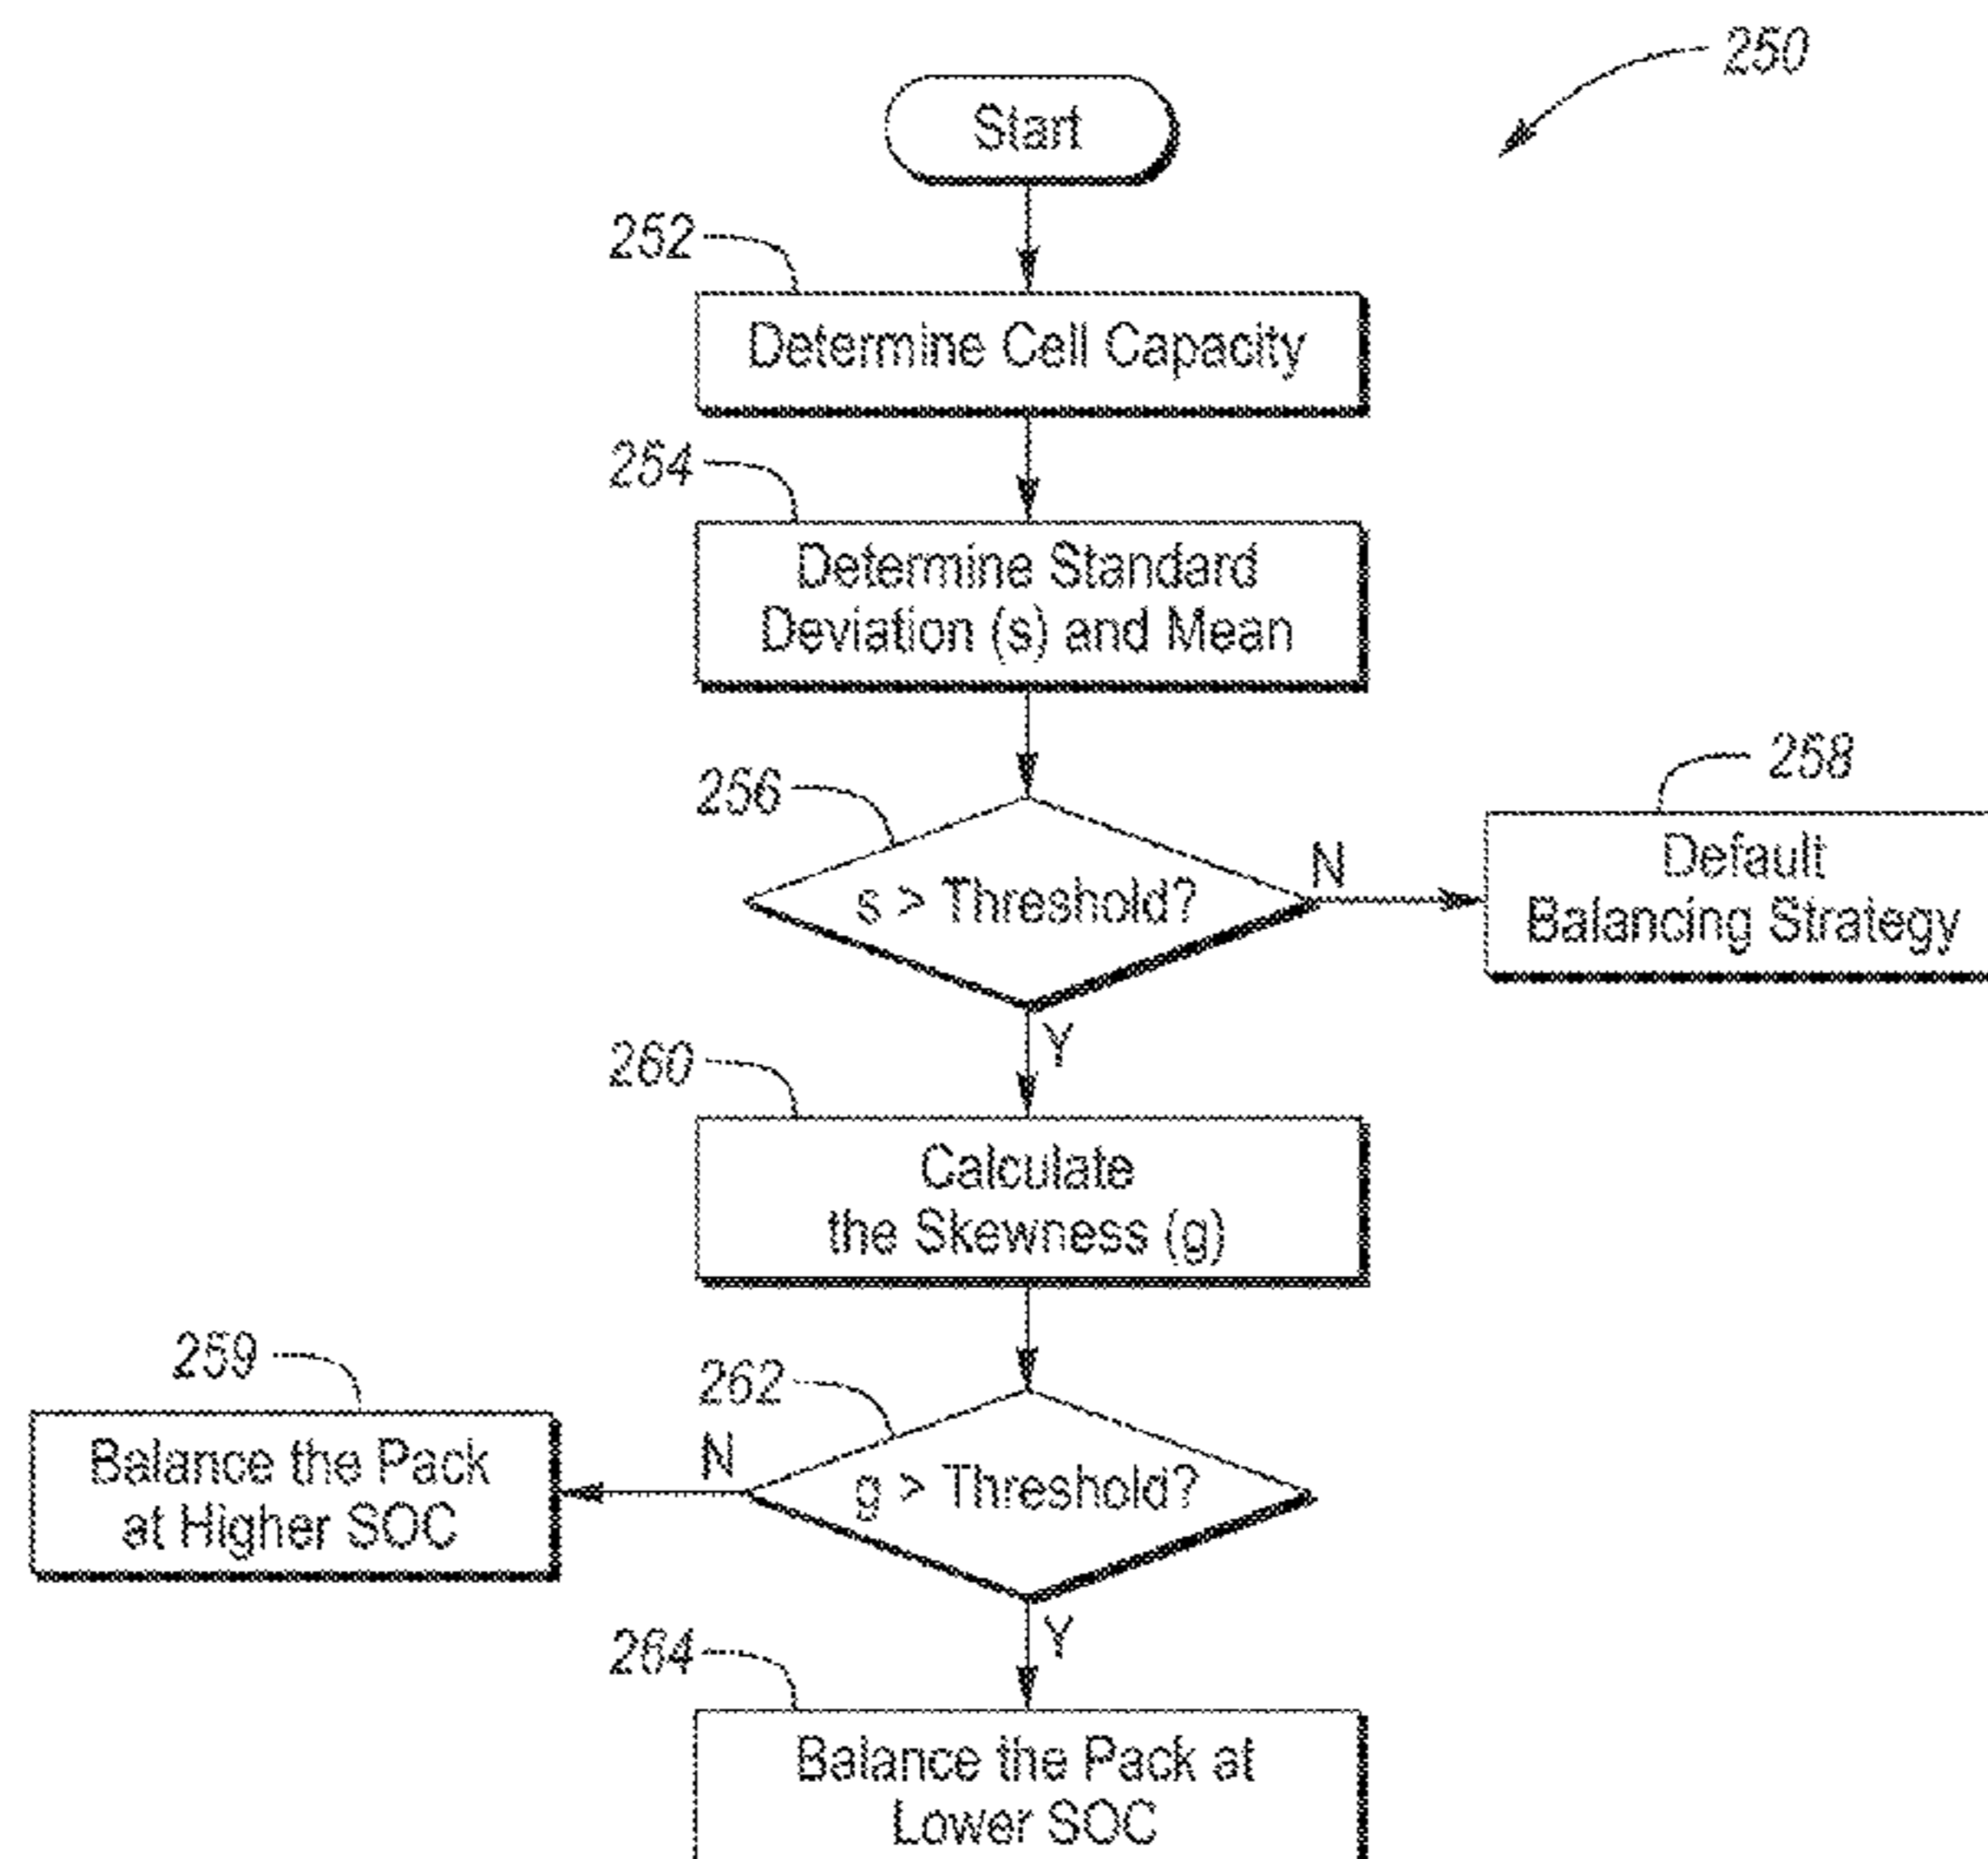 250
Start
252
Determine Cell Capacity
254
Determine Standard
Deviation (s) and Mean
256
s > Threshold?
N
258
Default
Balancing Strategy
Y
260
Calculate
the Skewness (g)
259
Balance the Pack
at Higher SOC
N
262
g > Threshold?
Y
264
Balance the Pack at
Lower SOC